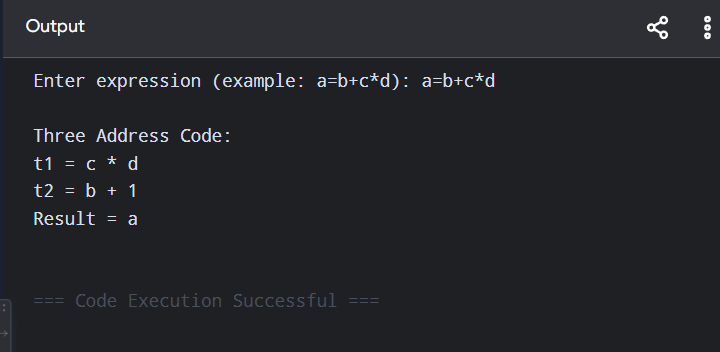 Output
Enter expression (example: a=b+c*d): a=b+c*d
Three Address Code:
t1 = c * d
t2 = b + 1
Result = a
=== Code Execution Successful ===